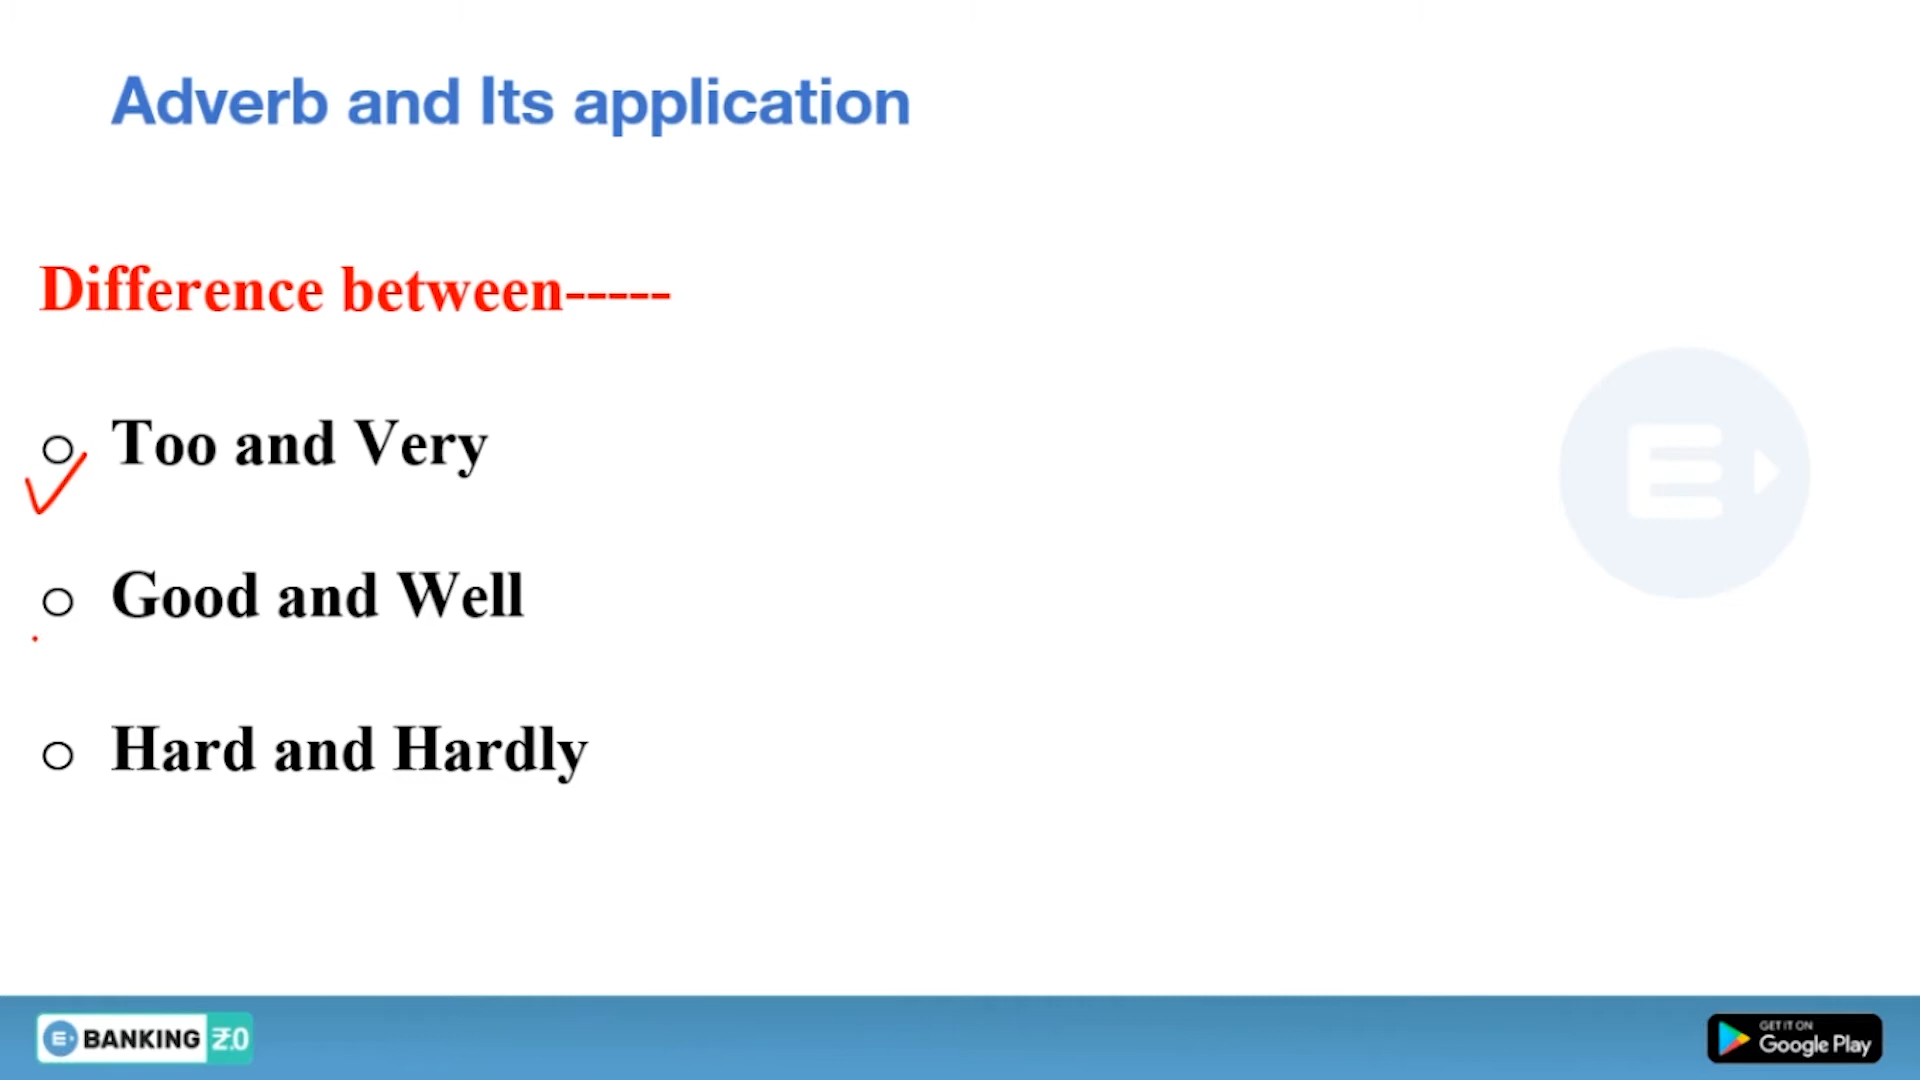 Adverb and Its application
Difference between-----
o Too and Very
o Good and Well
o Hard and Hardly
E BANKING ₹.0
GET IT ON
Google Play